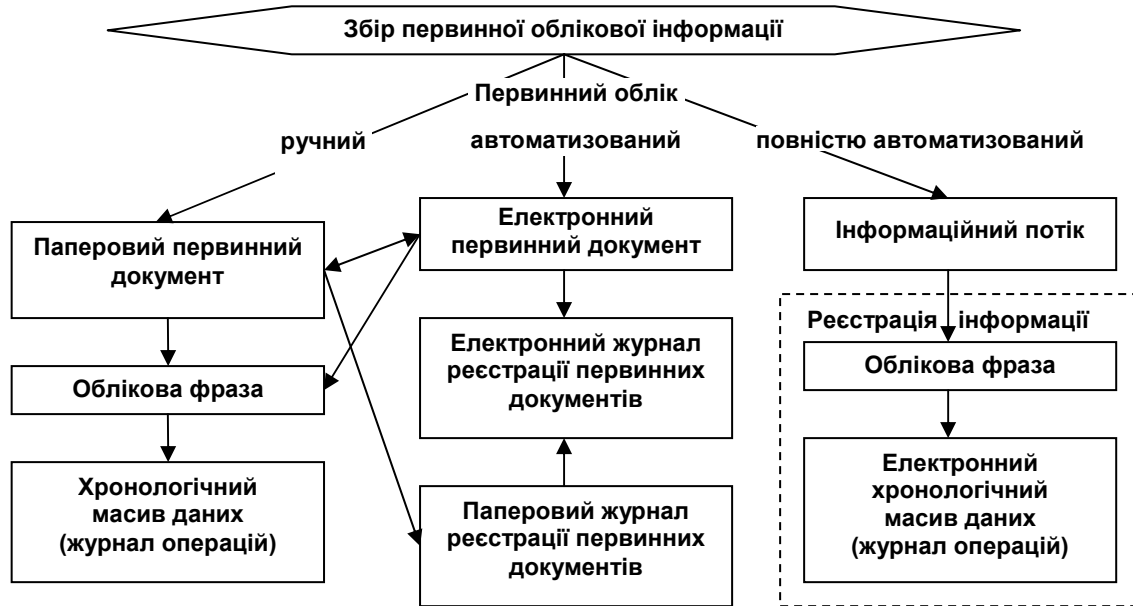 Збір первинної облікової інформації
Первинний облік
ручний
автоматизований
повністю автоматизований
Паперовий первинний
документ
Облікова фраза
Хронологічний
масив даних
(журнал операцій)
Електронний
первинний документ
Електронний журнал
реєстрації первинних
документів
Паперовий журнал
реєстрації первинних
документів
Інформаційний потік
Реєстрація інформації
Облікова фраза
Електронний
хронологічний
масив даних
(журнал операцій)